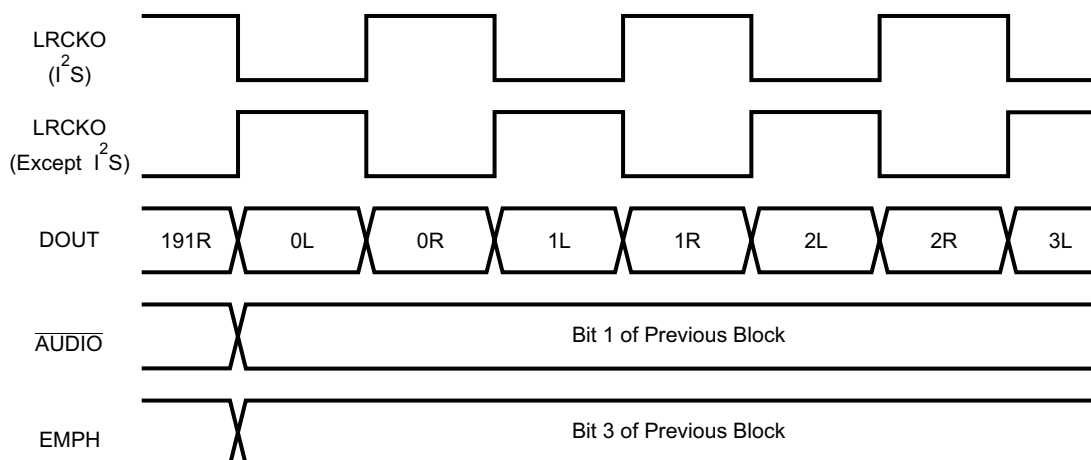 LRCKO
(I²S)
LRCKO
(Except I²S)
DOUT 191R 0L 0R 1L 1R 2L 2R 3L
AUDIO Bit 1 of Previous Block
EMPH Bit 3 of Previous Block